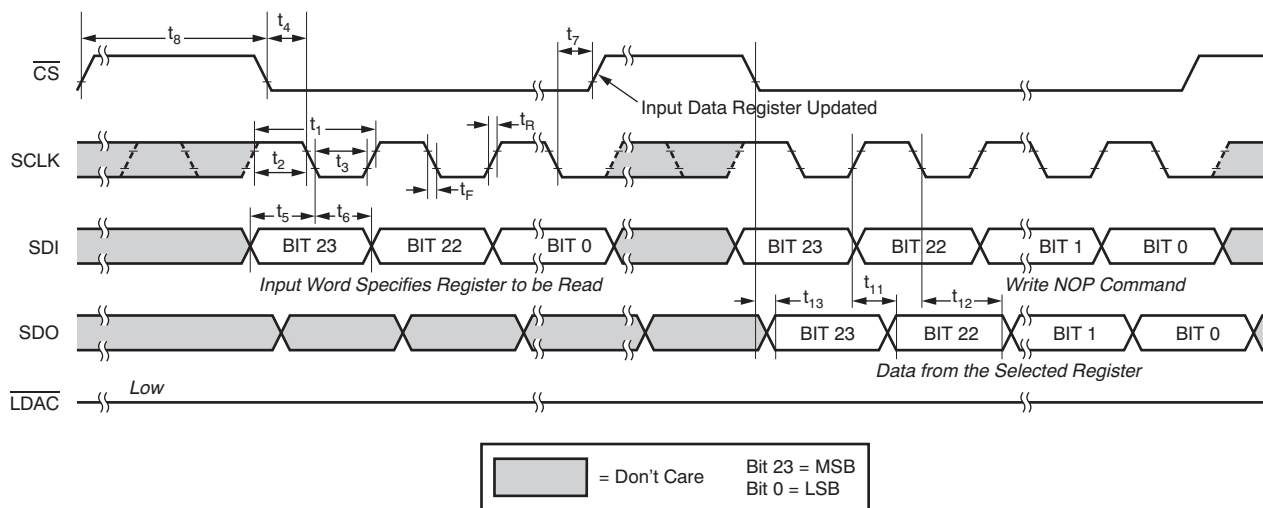 t8
t4
t7
CS
Input Data Register Updated
t1
tR
SCLK
t2
t3
tF
t5
t6
SDI
BIT 23
BIT 22
BIT 0
BIT 23
BIT 22
BIT 1
BIT 0
Input Word Specifies Register to be Read
Write NOP Command
t13
t11
t12
SDO
BIT 23
BIT 22
BIT 1
BIT 0
Data from the Selected Register
Low
LDAC
= Don't Care
Bit 23 = MSB
Bit 0 = LSB